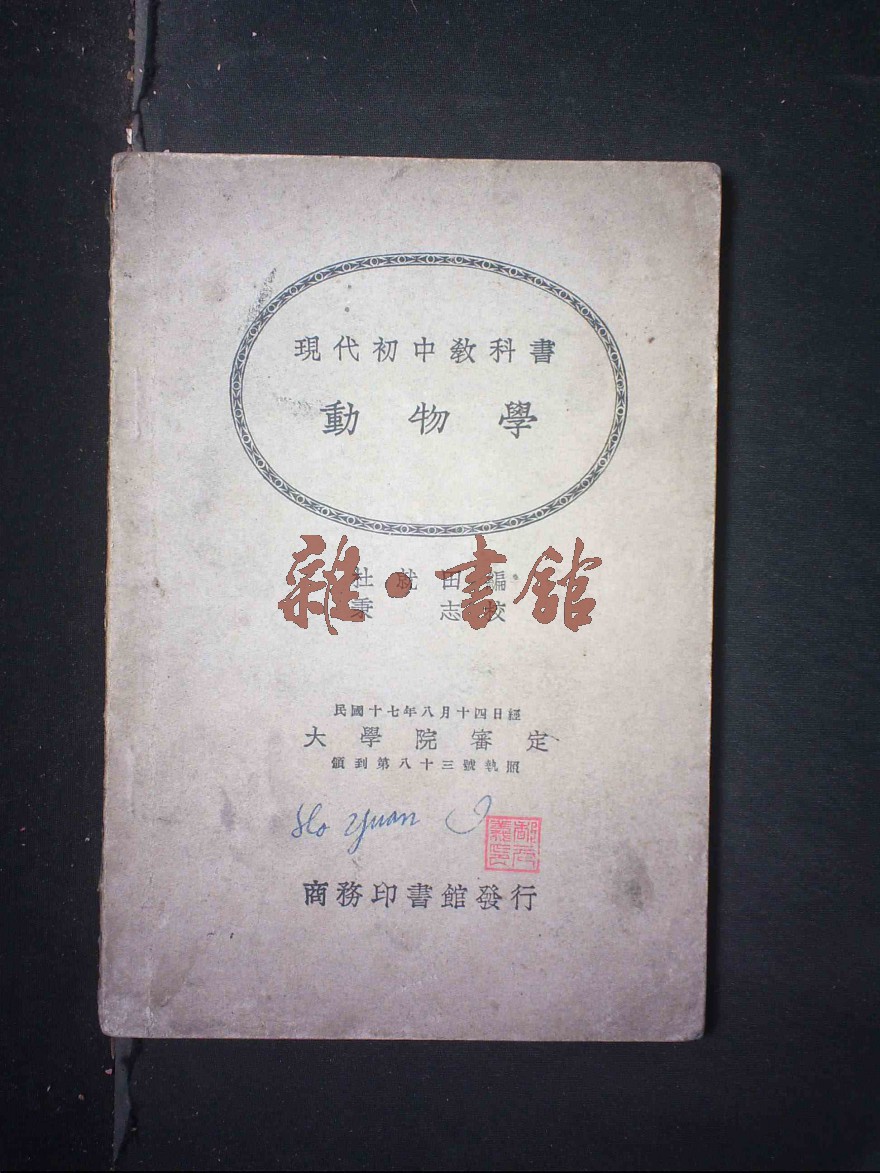 現代初中教科書
動物學
杜就田編
秉志校
雜·書館
民國十七年八月十四日經
大學院審定
領到第八十三號執照
Ho Yuan
商務印書館發行